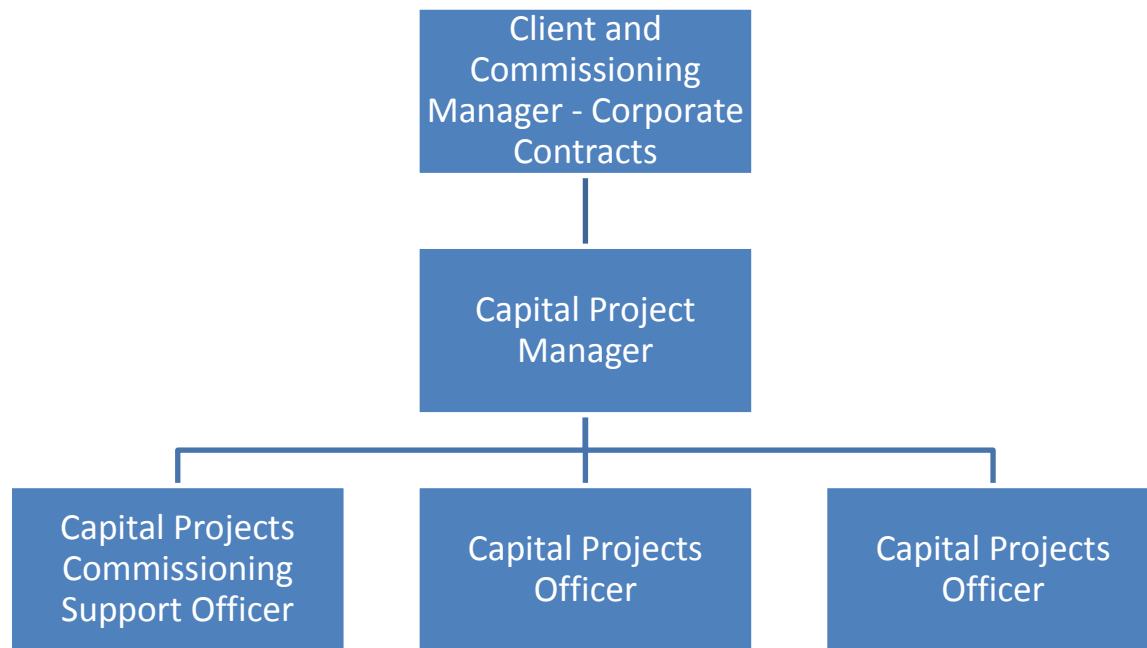 Client and
Commissioning
Manager - Corporate
Contracts
Capital Project
Manager
Capital Projects
Commissioning
Support Officer
Capital Projects
Officer
Capital Projects
Officer